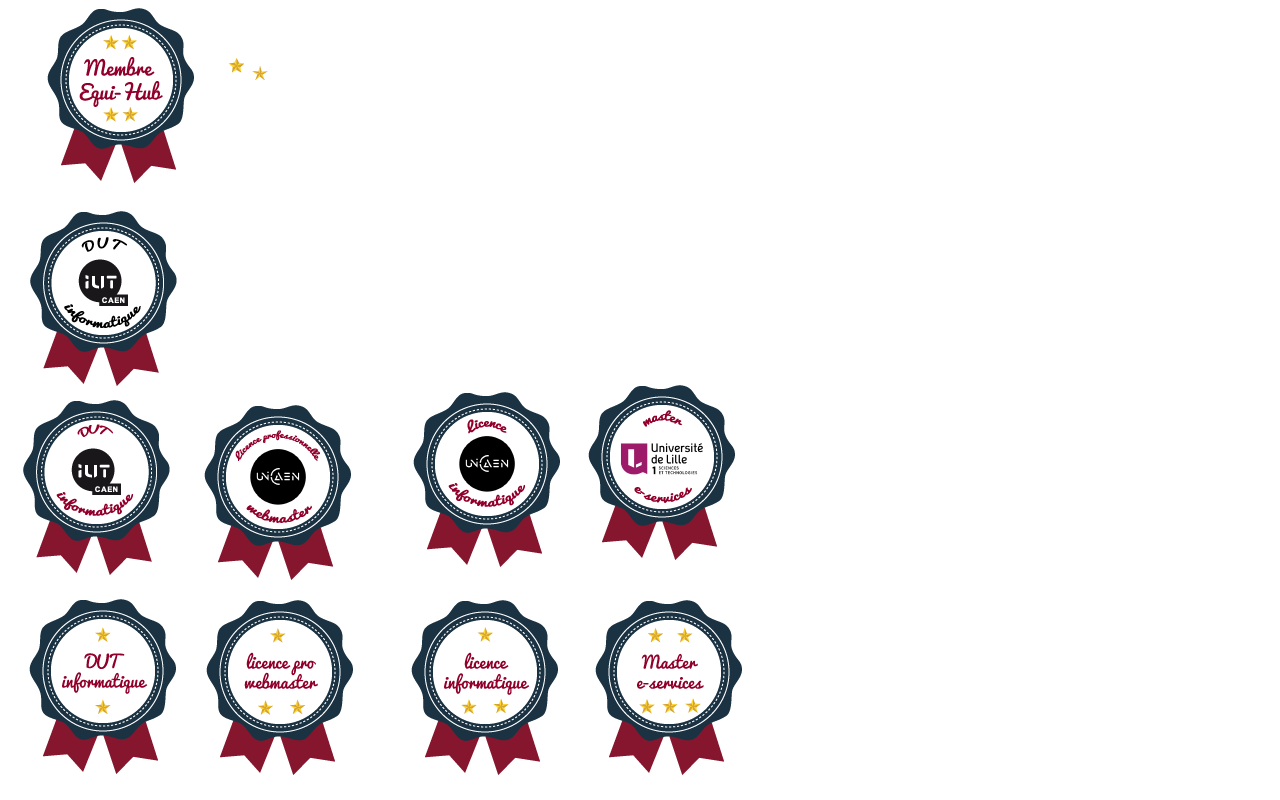 Membre
Equi-Hub
DUT
iUT
CAEN
informatique
DUT
iUT
CAEN
informatique
licence professionnelle
UNICAEN
webmaster
licence
UNICAEN
informatique
master
Université
de Lille
1 SCIENCES
ET TECHNOLOGIES
e-services
DUT
informatique
licence pro
webmaster
licence
informatique
Master
e-services